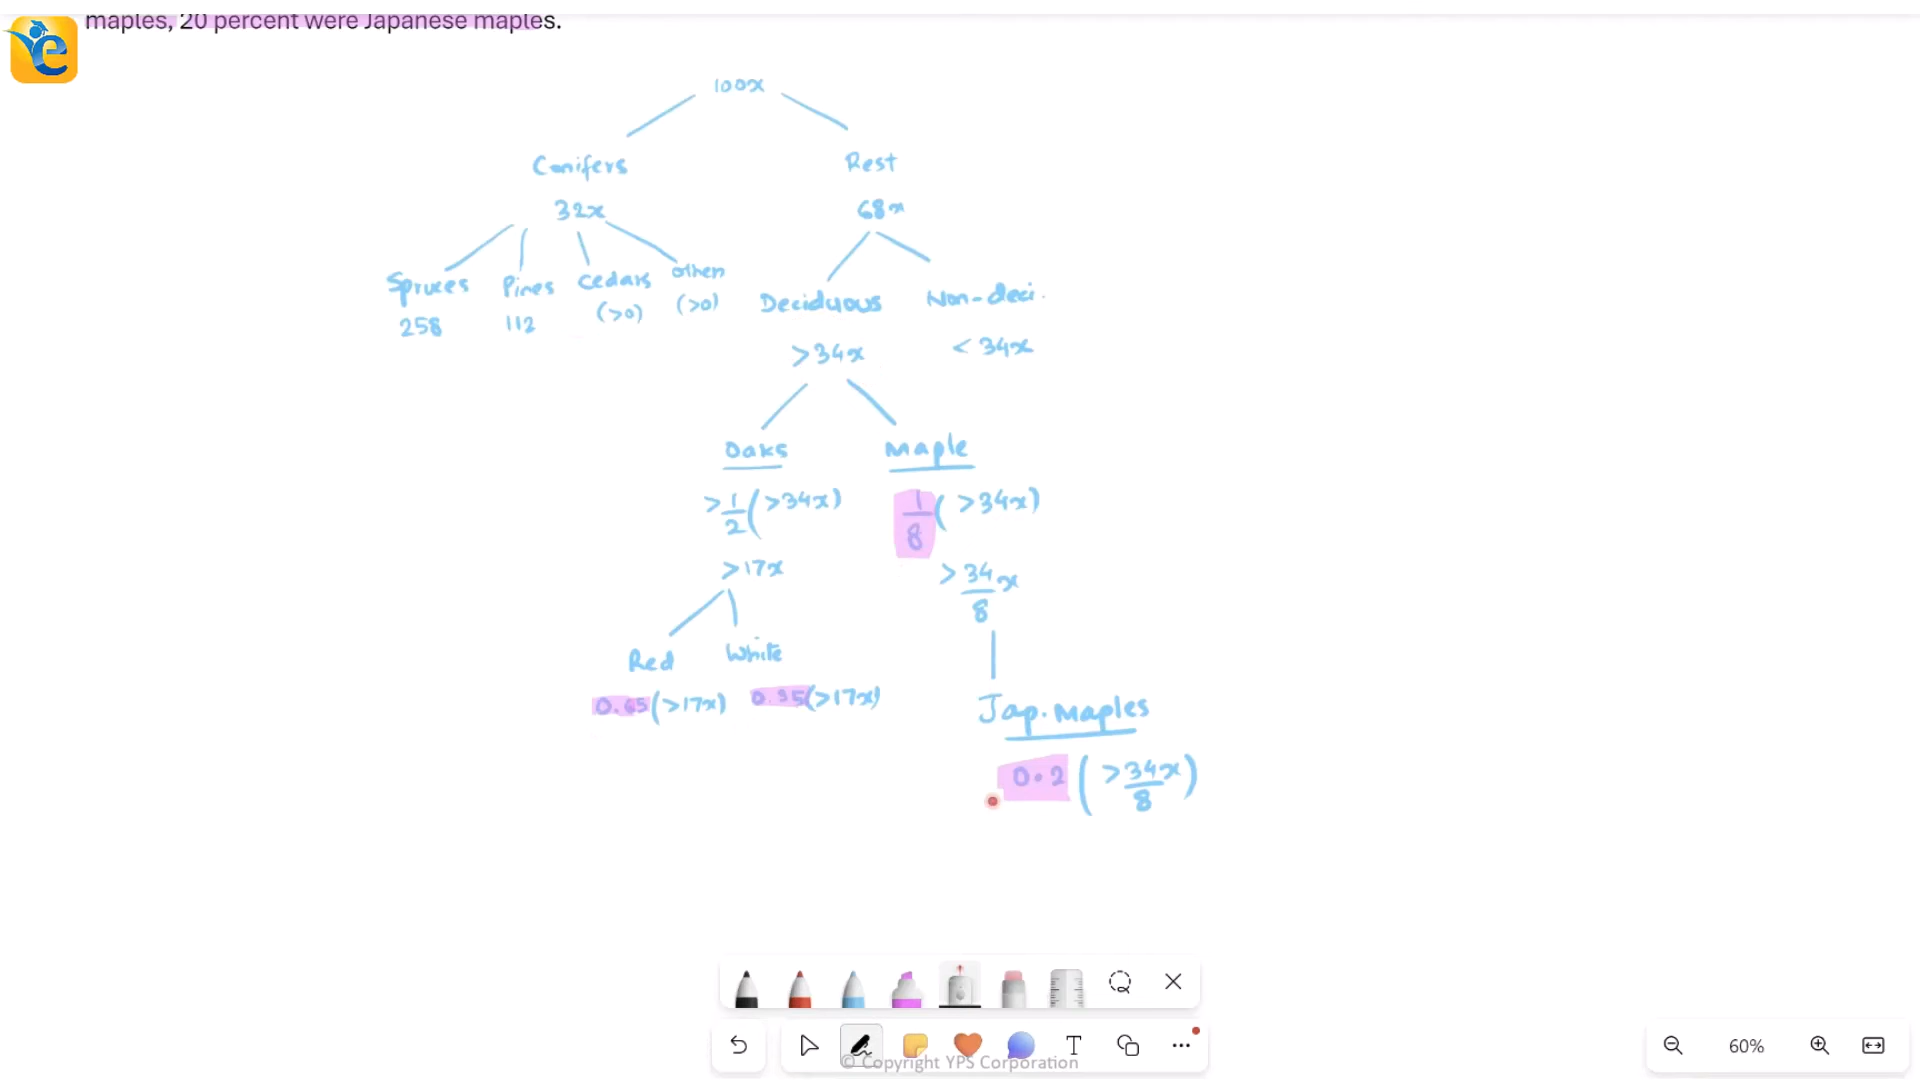 maples, 20 percent were Japanese maples.
e
100x
Conifers Rest
32x 68x
Spruces Pines Cedars others Deciduous Non-deci.
258 112 (>0) (>0) >34x < 34x
Oaks Maple
>1/2(>34x) 1/8(>34x)
>17x >34/8 x
Red White
0.65(>17x) 0.35(>17x) Jap. Maples
0.2(>34x/8)
T
© Copyright YPS Corporation
60%